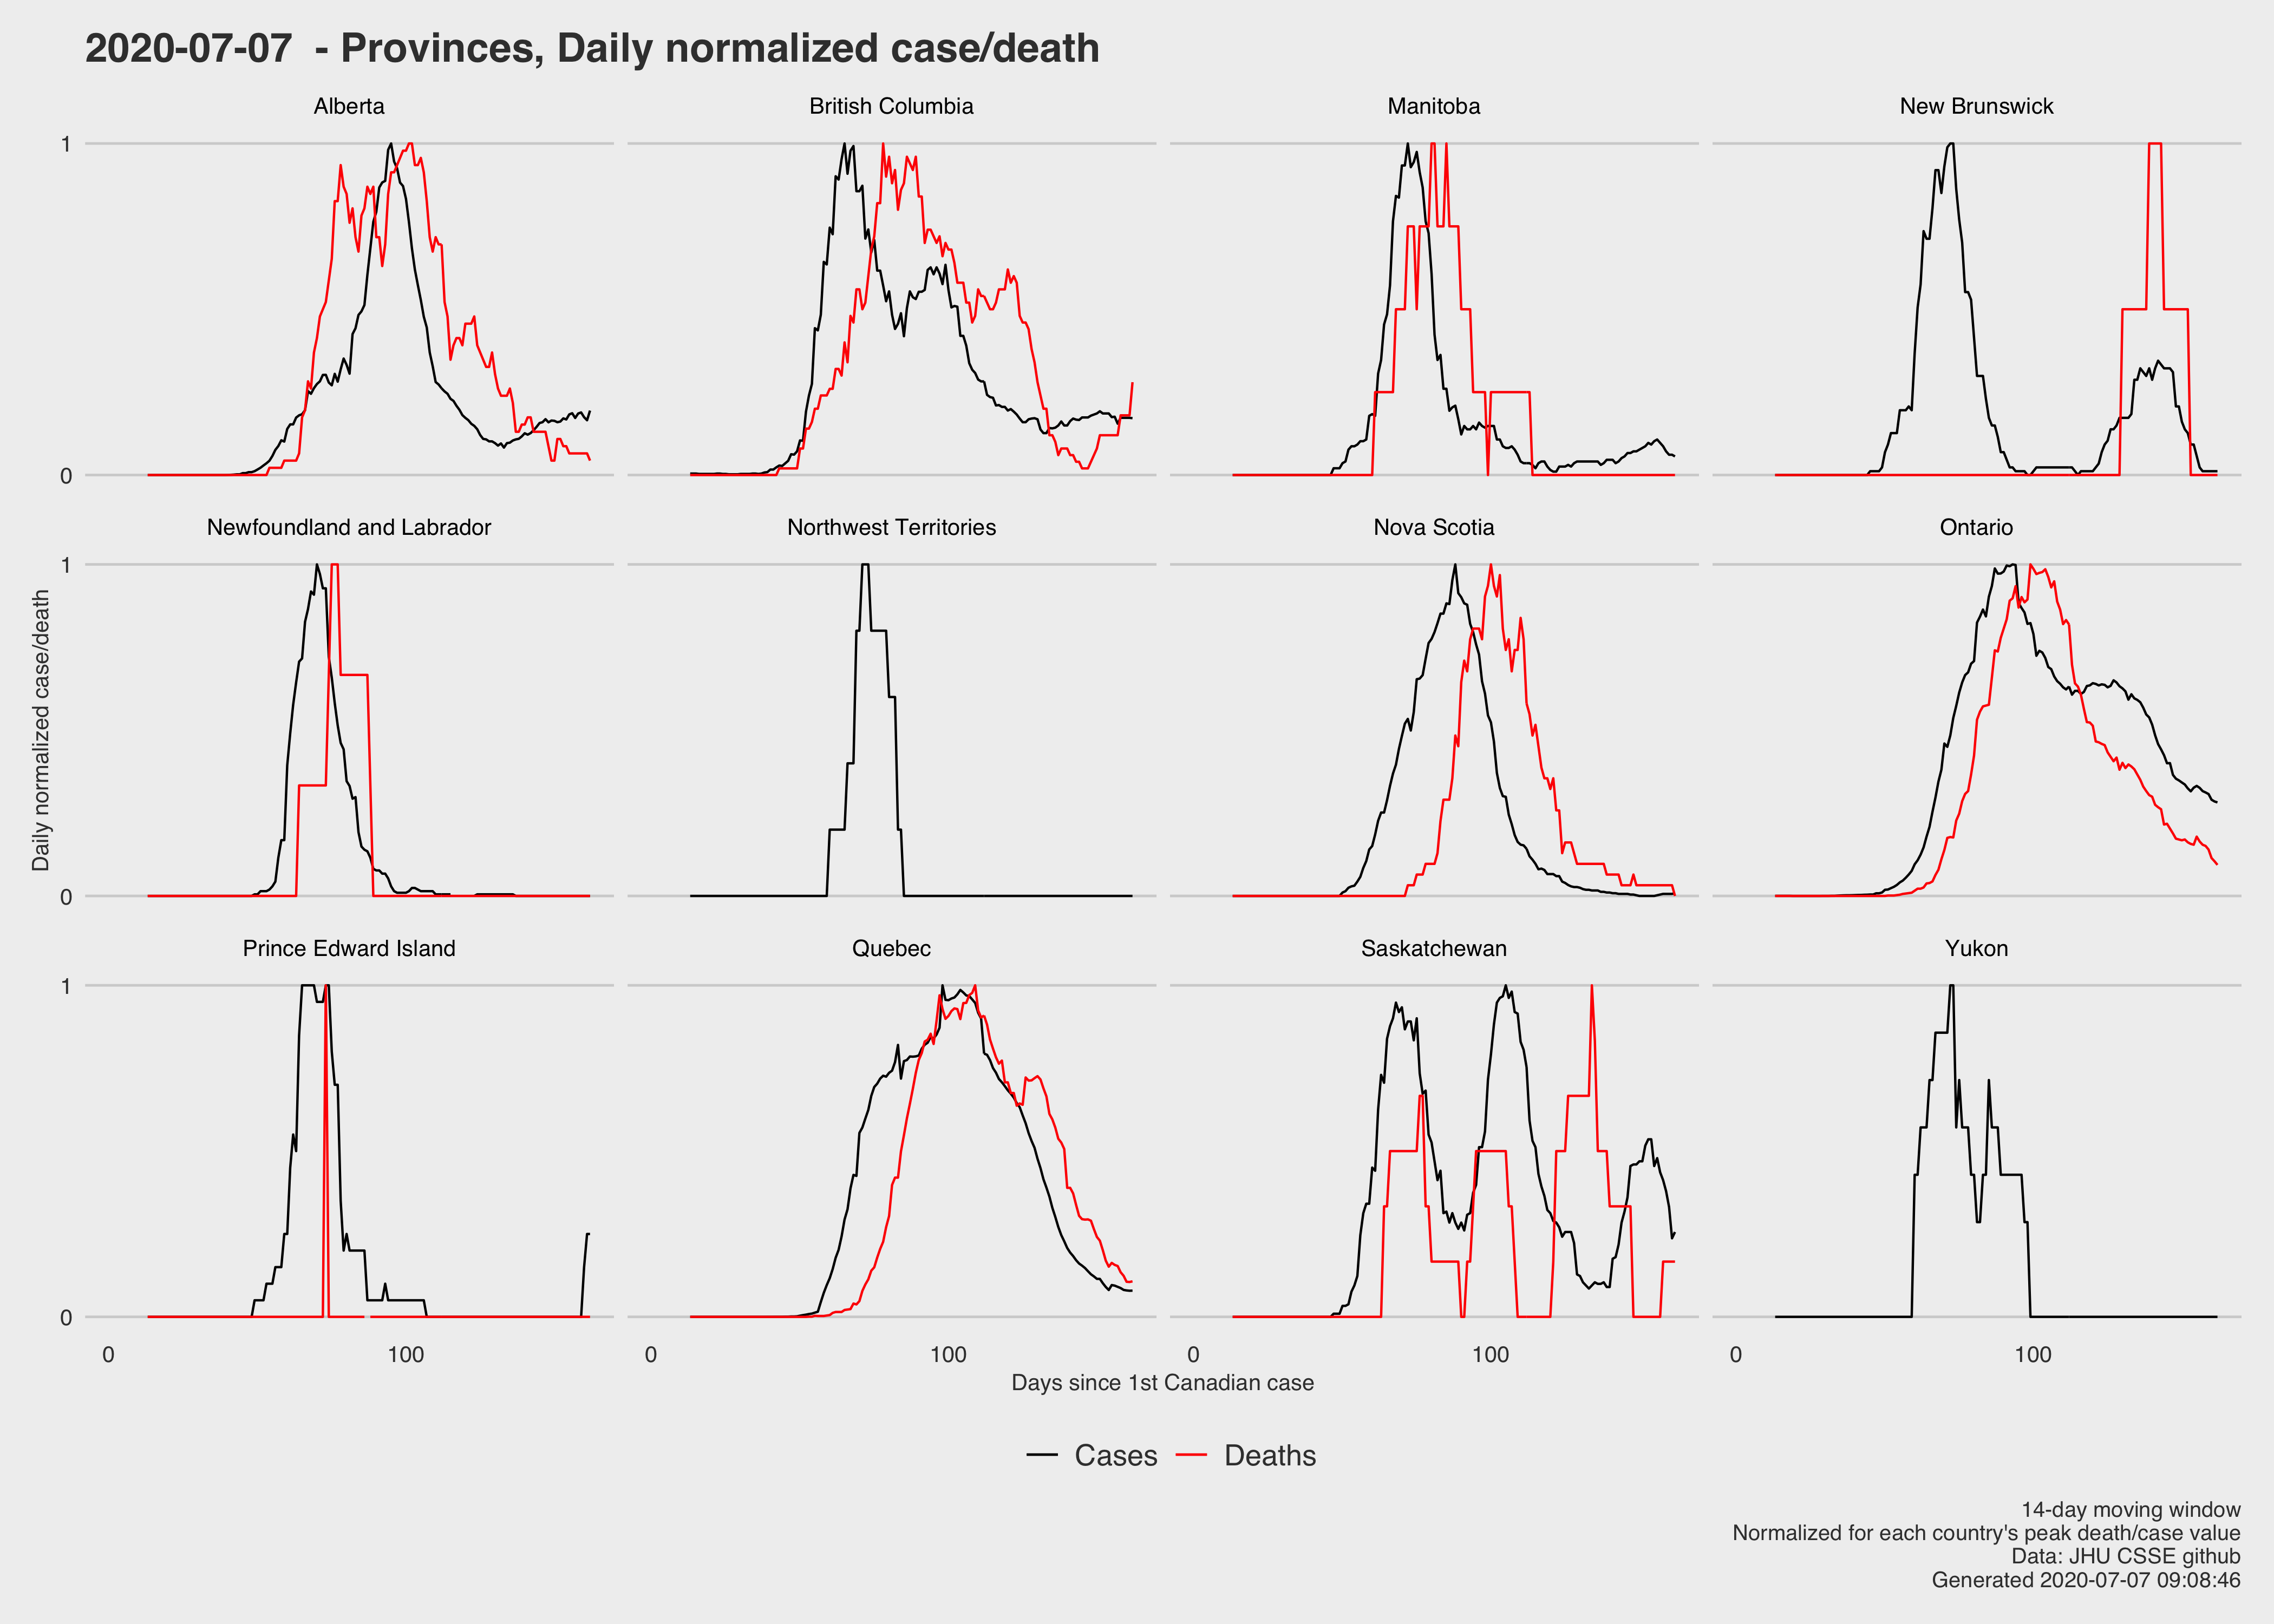 2020-07-07  - Provinces, Daily normalized case/death
Alberta
British Columbia
Manitoba
New Brunswick
1
0
Newfoundland and Labrador
Northwest Territories
Nova Scotia
Ontario
1
0
Daily normalized case/death
Prince Edward Island
Quebec
Saskatchewan
Yukon
1
0
0 100
0 100
0 100
0 100
Days since 1st Canadian case
Cases Deaths
14-day moving window
Normalized for each country's peak death/case value
Data: JHU CSSE github
Generated 2020-07-07 09:08:46